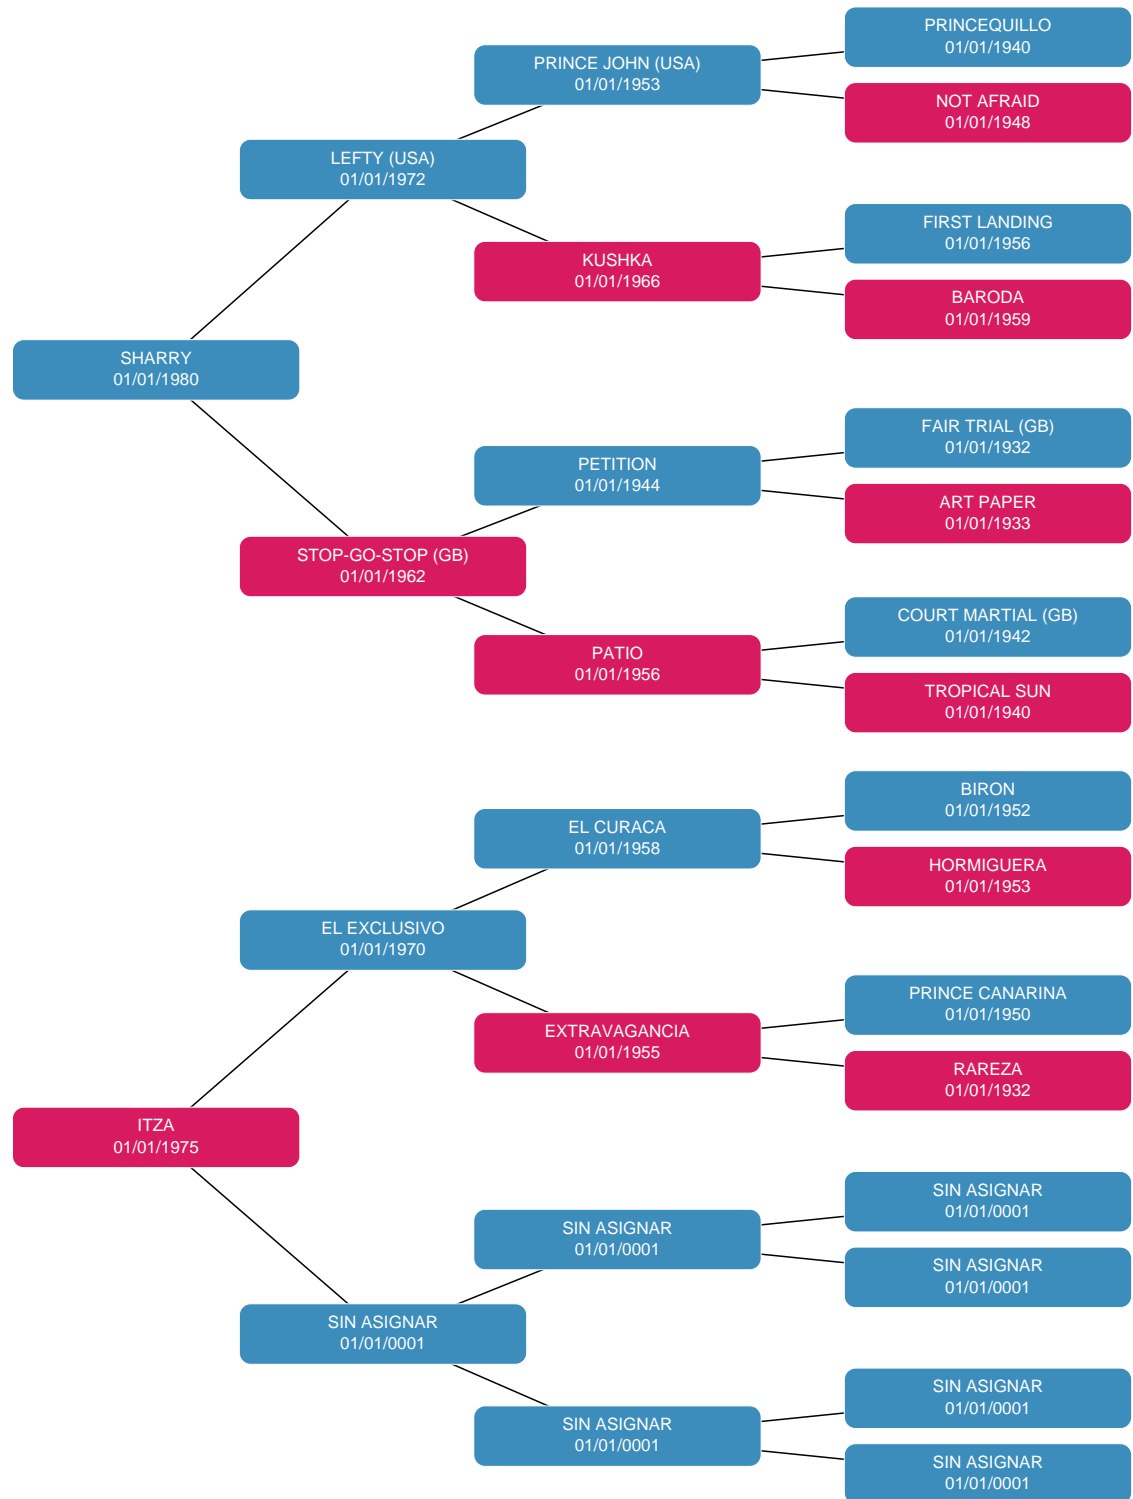 PRINCEQUILLO
01/01/1940
PRINCE JOHN (USA)
01/01/1953
NOT AFRAID
01/01/1948
LEFTY (USA)
01/01/1972
FIRST LANDING
01/01/1956
KUSHKA
01/01/1966
BARODA
01/01/1959
SHARRY
01/01/1980
FAIR TRIAL (GB)
01/01/1932
PETITION
01/01/1944
ART PAPER
01/01/1933
STOP-GO-STOP (GB)
01/01/1962
COURT MARTIAL (GB)
01/01/1942
PATIO
01/01/1956
TROPICAL SUN
01/01/1940
BIRON
01/01/1952
EL CURACA
01/01/1958
HORMIGUERA
01/01/1953
EL EXCLUSIVO
01/01/1970
PRINCE CANARINA
01/01/1950
EXTRAVAGANCIA
01/01/1955
RAREZA
01/01/1932
ITZA
01/01/1975
SIN ASIGNAR
01/01/0001
SIN ASIGNAR
01/01/0001
SIN ASIGNAR
01/01/0001
SIN ASIGNAR
01/01/0001
SIN ASIGNAR
01/01/0001
SIN ASIGNAR
01/01/0001
SIN ASIGNAR
01/01/0001